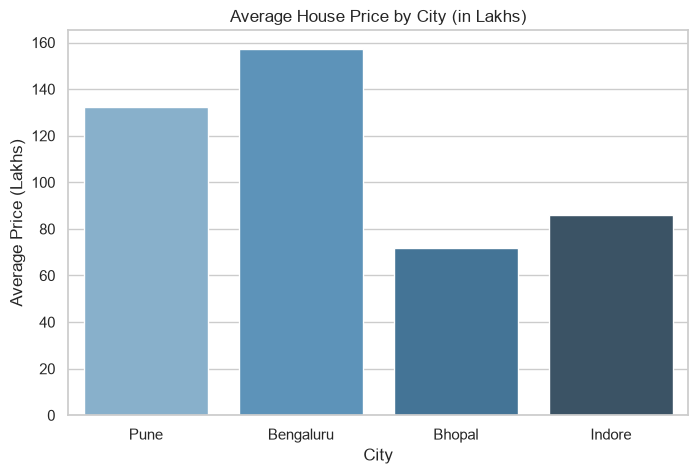 Average House Price by City (in Lakhs)
160
140
120
100
80
60
40
20
0
Average Price (Lakhs)
Pune
Bengaluru
Bhopal
Indore
City